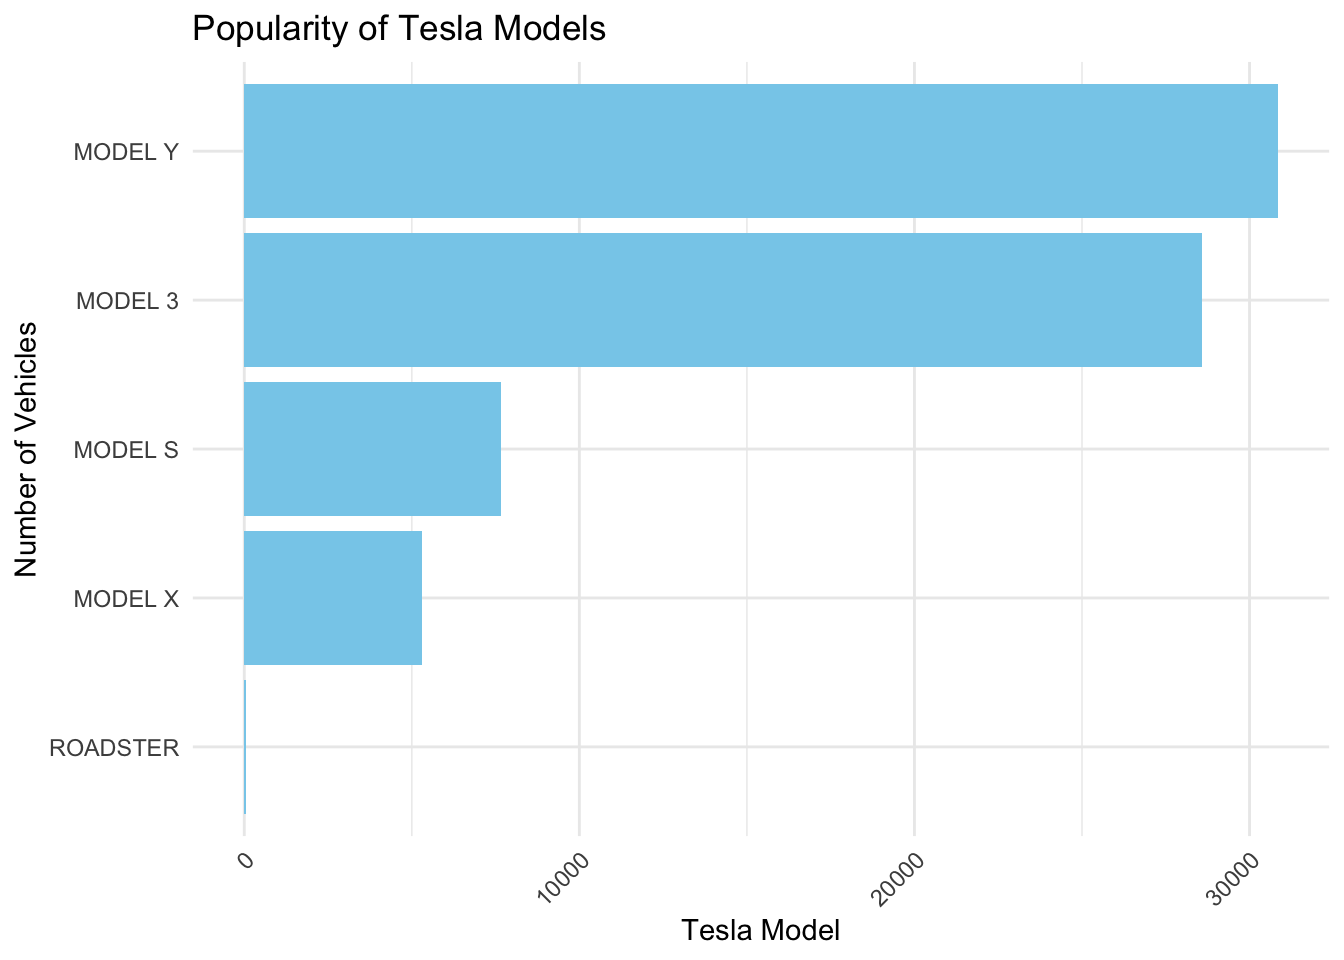 Popularity of Tesla Models
MODEL Y
MODEL 3
MODEL S
MODEL X
ROADSTER
Number of Vehicles
0
10000
20000
30000
Tesla Model